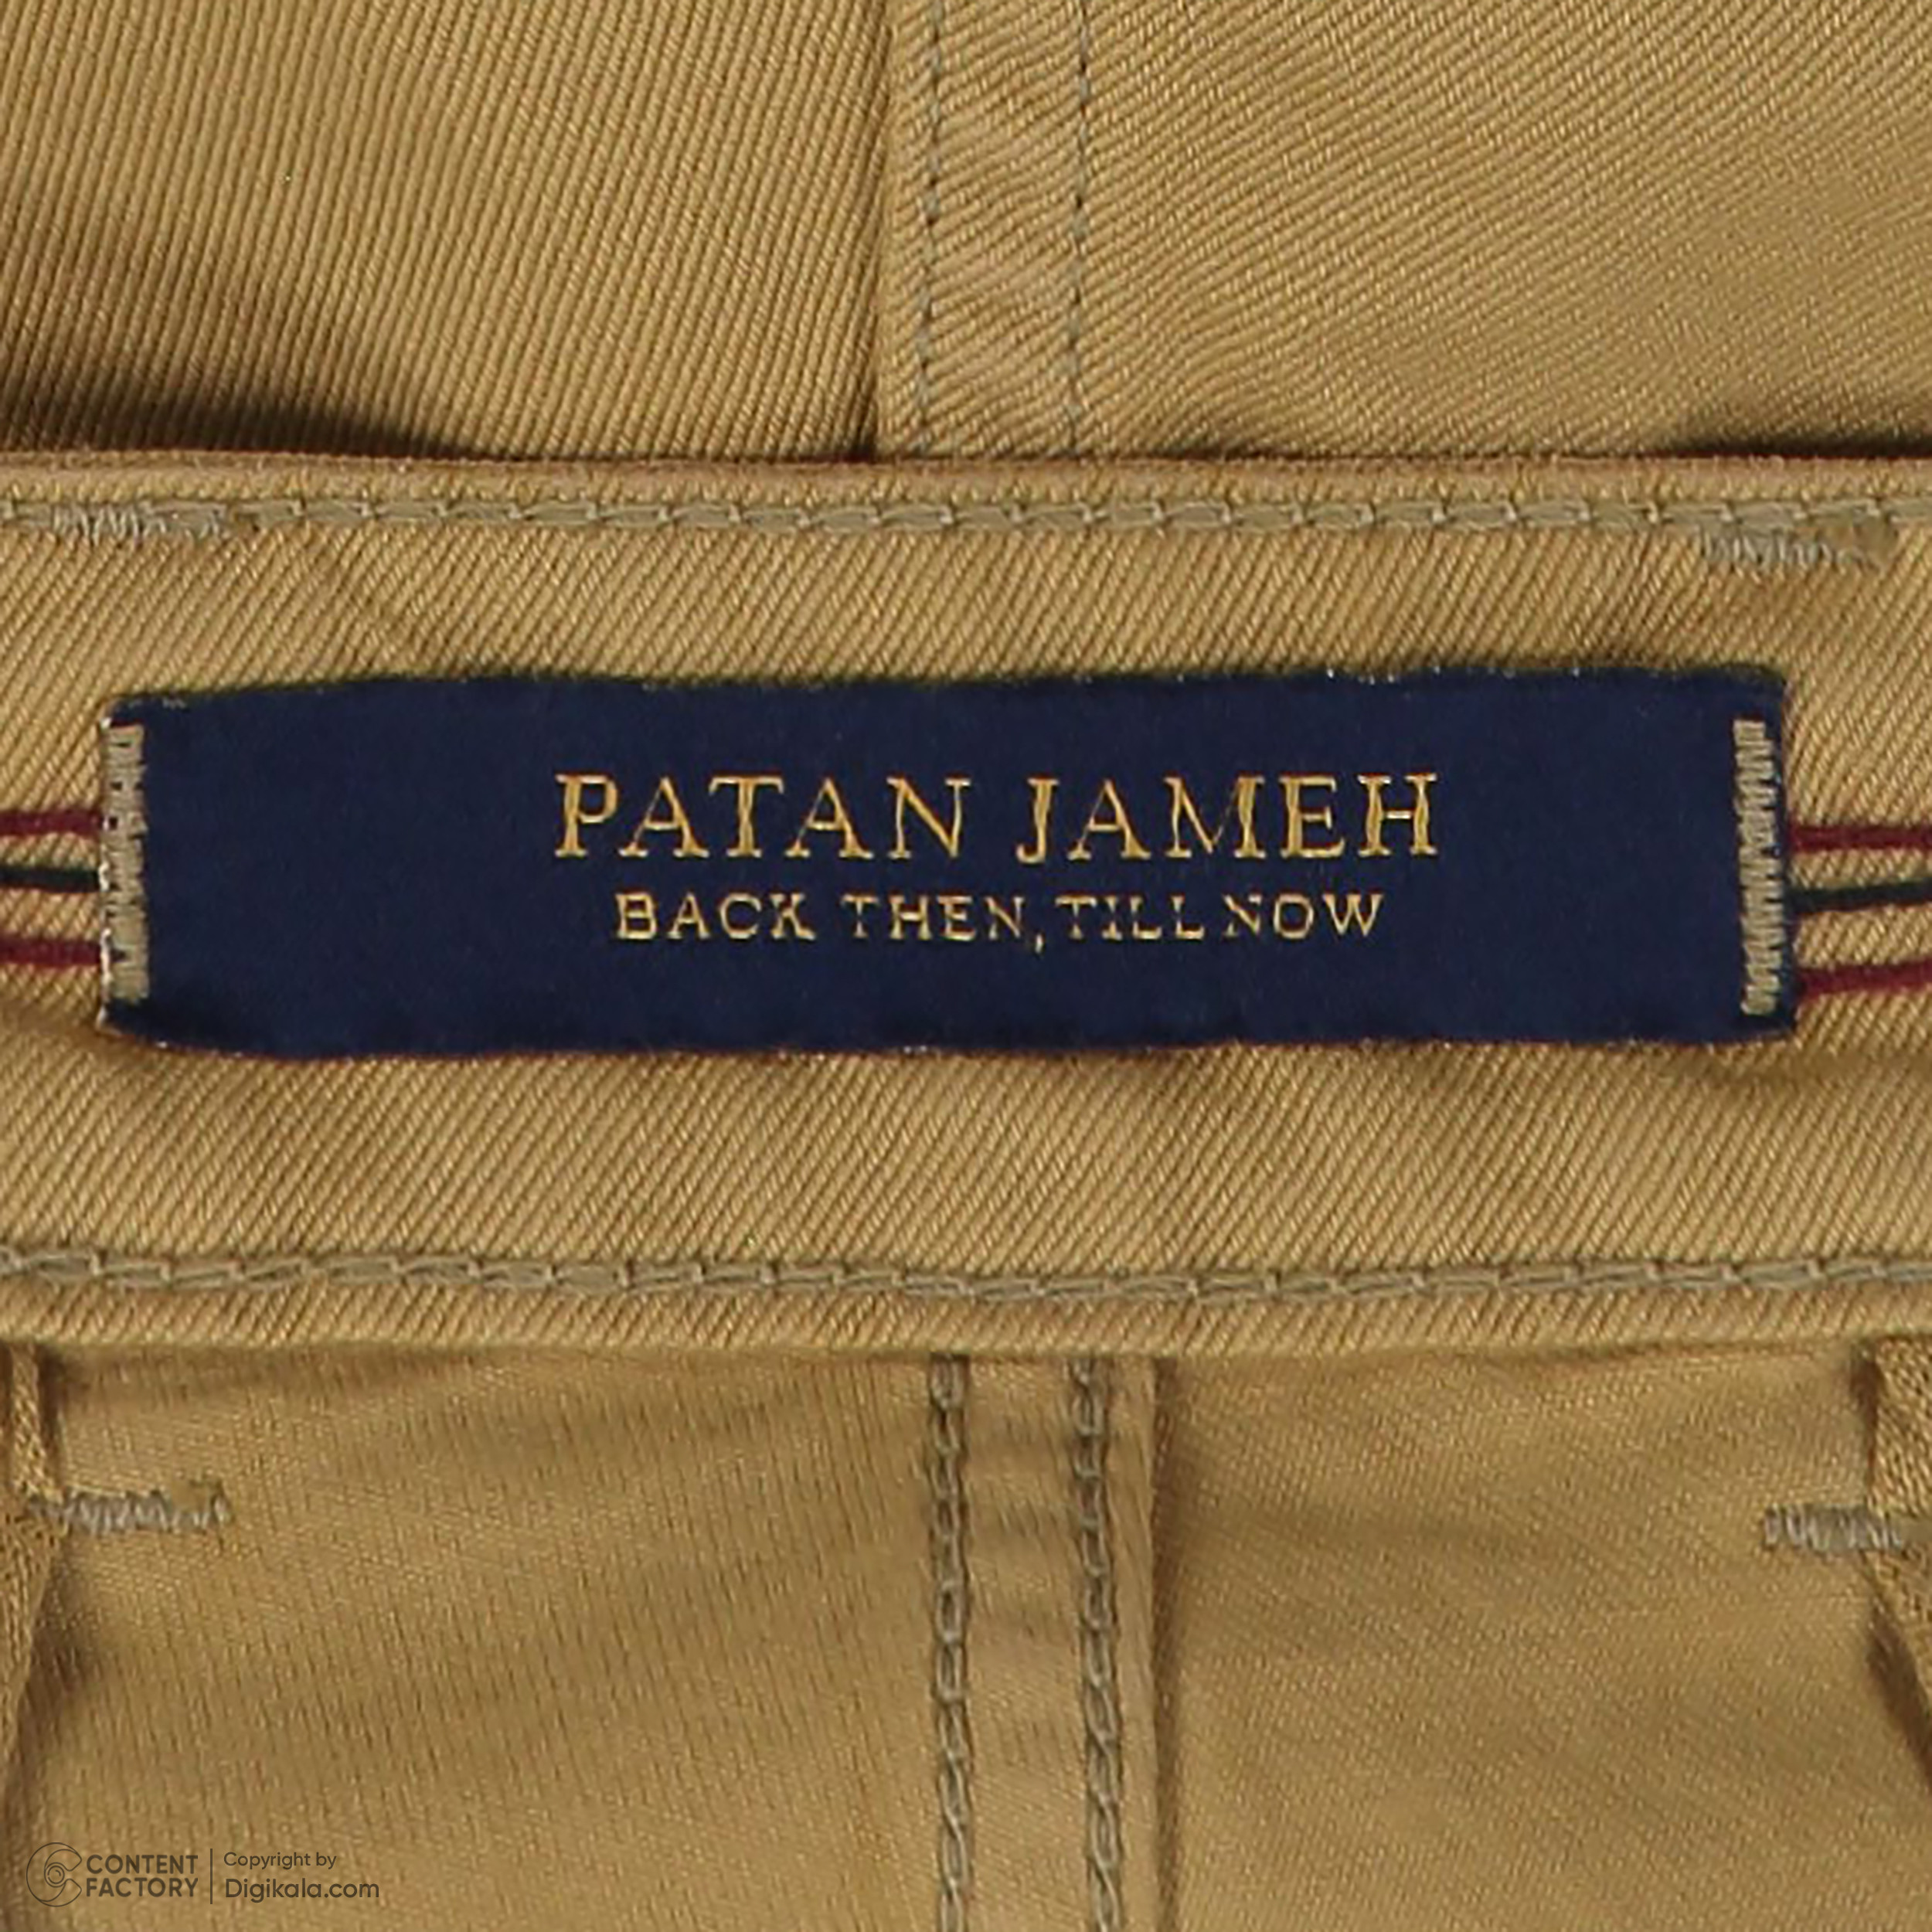 PATAN JAMEH
BACK THEN, TILL NOW
CONTENT FACTORY
Copyright by
Digikala.com